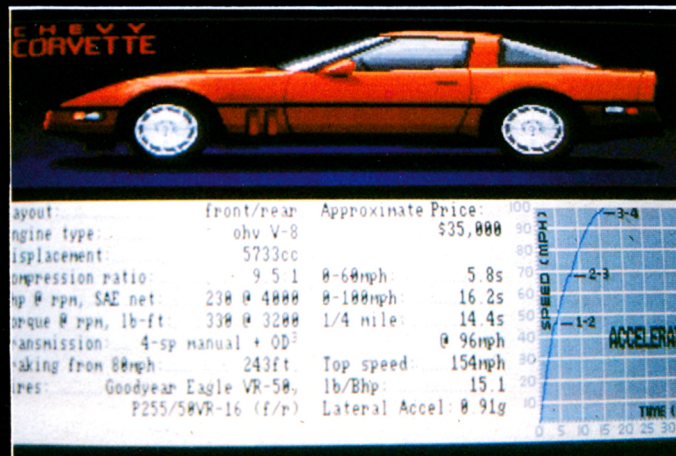 CHEVY
CORVETTE
ayout: front/rear
ngine type: ohv V-8
isplacement: 5733cc
ompression ratio: 9.5:1
hp @ rpm, SAE net: 230 @ 4000
orque @ rpm, lb-ft: 330 @ 3200
ansmission: 4-sp manual + OD³
aking from 80mph: 243ft.
ires: Goodyear Eagle VR-50,
P255/50VR-16 (f/r)
Approximate Price:
$35,000
0-60mph: 5.8s
0-100mph: 16.2s
1/4 mile: 14.4s
@ 96mph
Top speed: 154mph
lb/Bhp: 15.1
Lateral Accel: 0.91g
SPEED (MPH)
100
90
80
70
60
50
40
30
20
10
3-4
2-3
1-2
ACCELERAT
TIME (
0 5 10 15 20 25 30